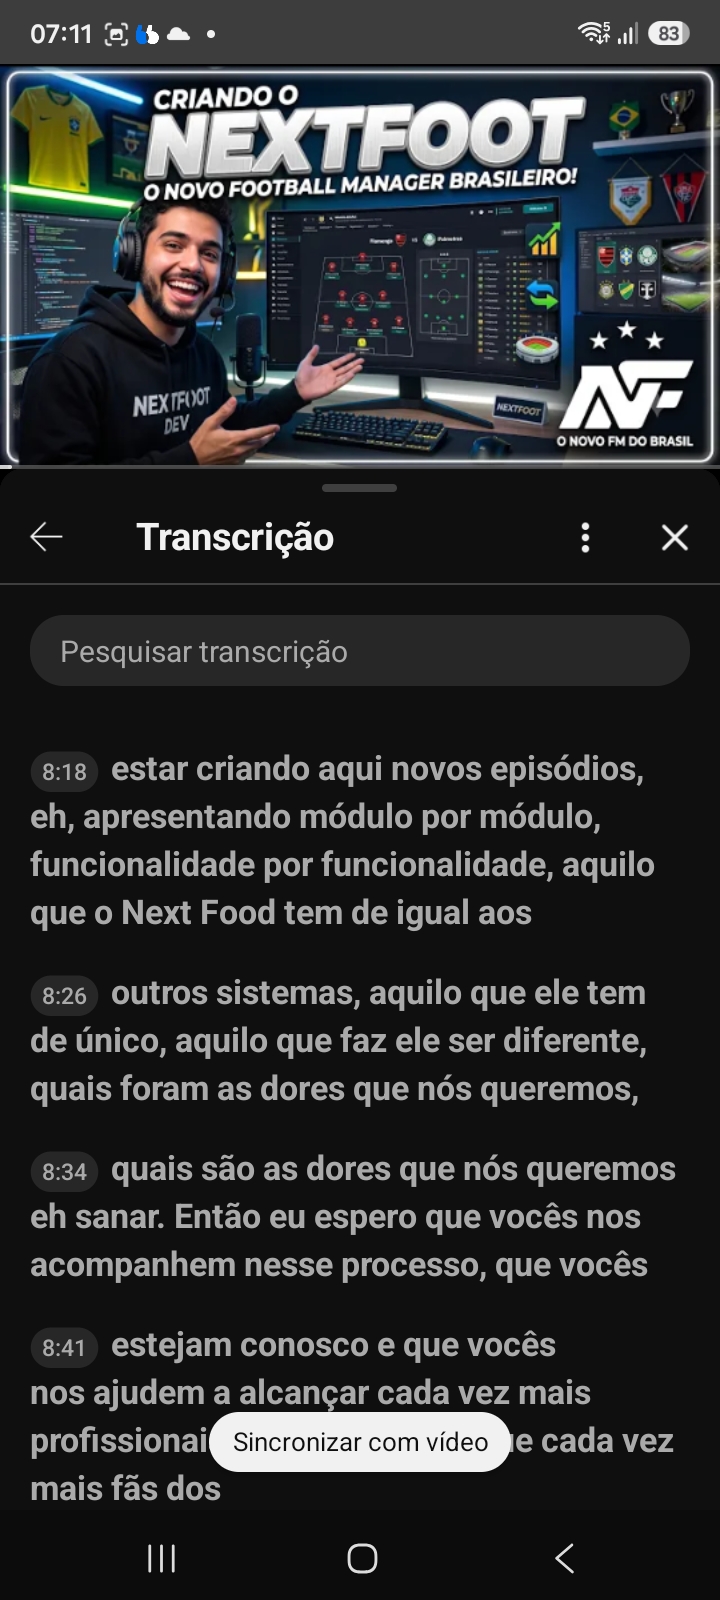 07:11
5
83
CRIANDO O
NEXTFOOT
O NOVO FOOTBALL MANAGER BRASILEIRO!
Flamengo
Palmeiras
NEXTFOOT
DEV
NEXTFOOT
NF
O NOVO FM DO BRASIL
Transcrição
Pesquisar transcrição
8:18 estar criando aqui novos episódios,
eh, apresentando módulo por módulo,
funcionalidade por funcionalidade, aquilo
que o Next Food tem de igual aos
8:26 outros sistemas, aquilo que ele tem
de único, aquilo que faz ele ser diferente,
quais foram as dores que nós queremos,
8:34 quais são as dores que nós queremos
eh sanar. Então eu espero que vocês nos
acompanhem nesse processo, que vocês
8:41 estejam conosco e que vocês
nos ajudem a alcançar cada vez mais
profissionai
Sincronizar com vídeo
e cada vez
mais fãs dos